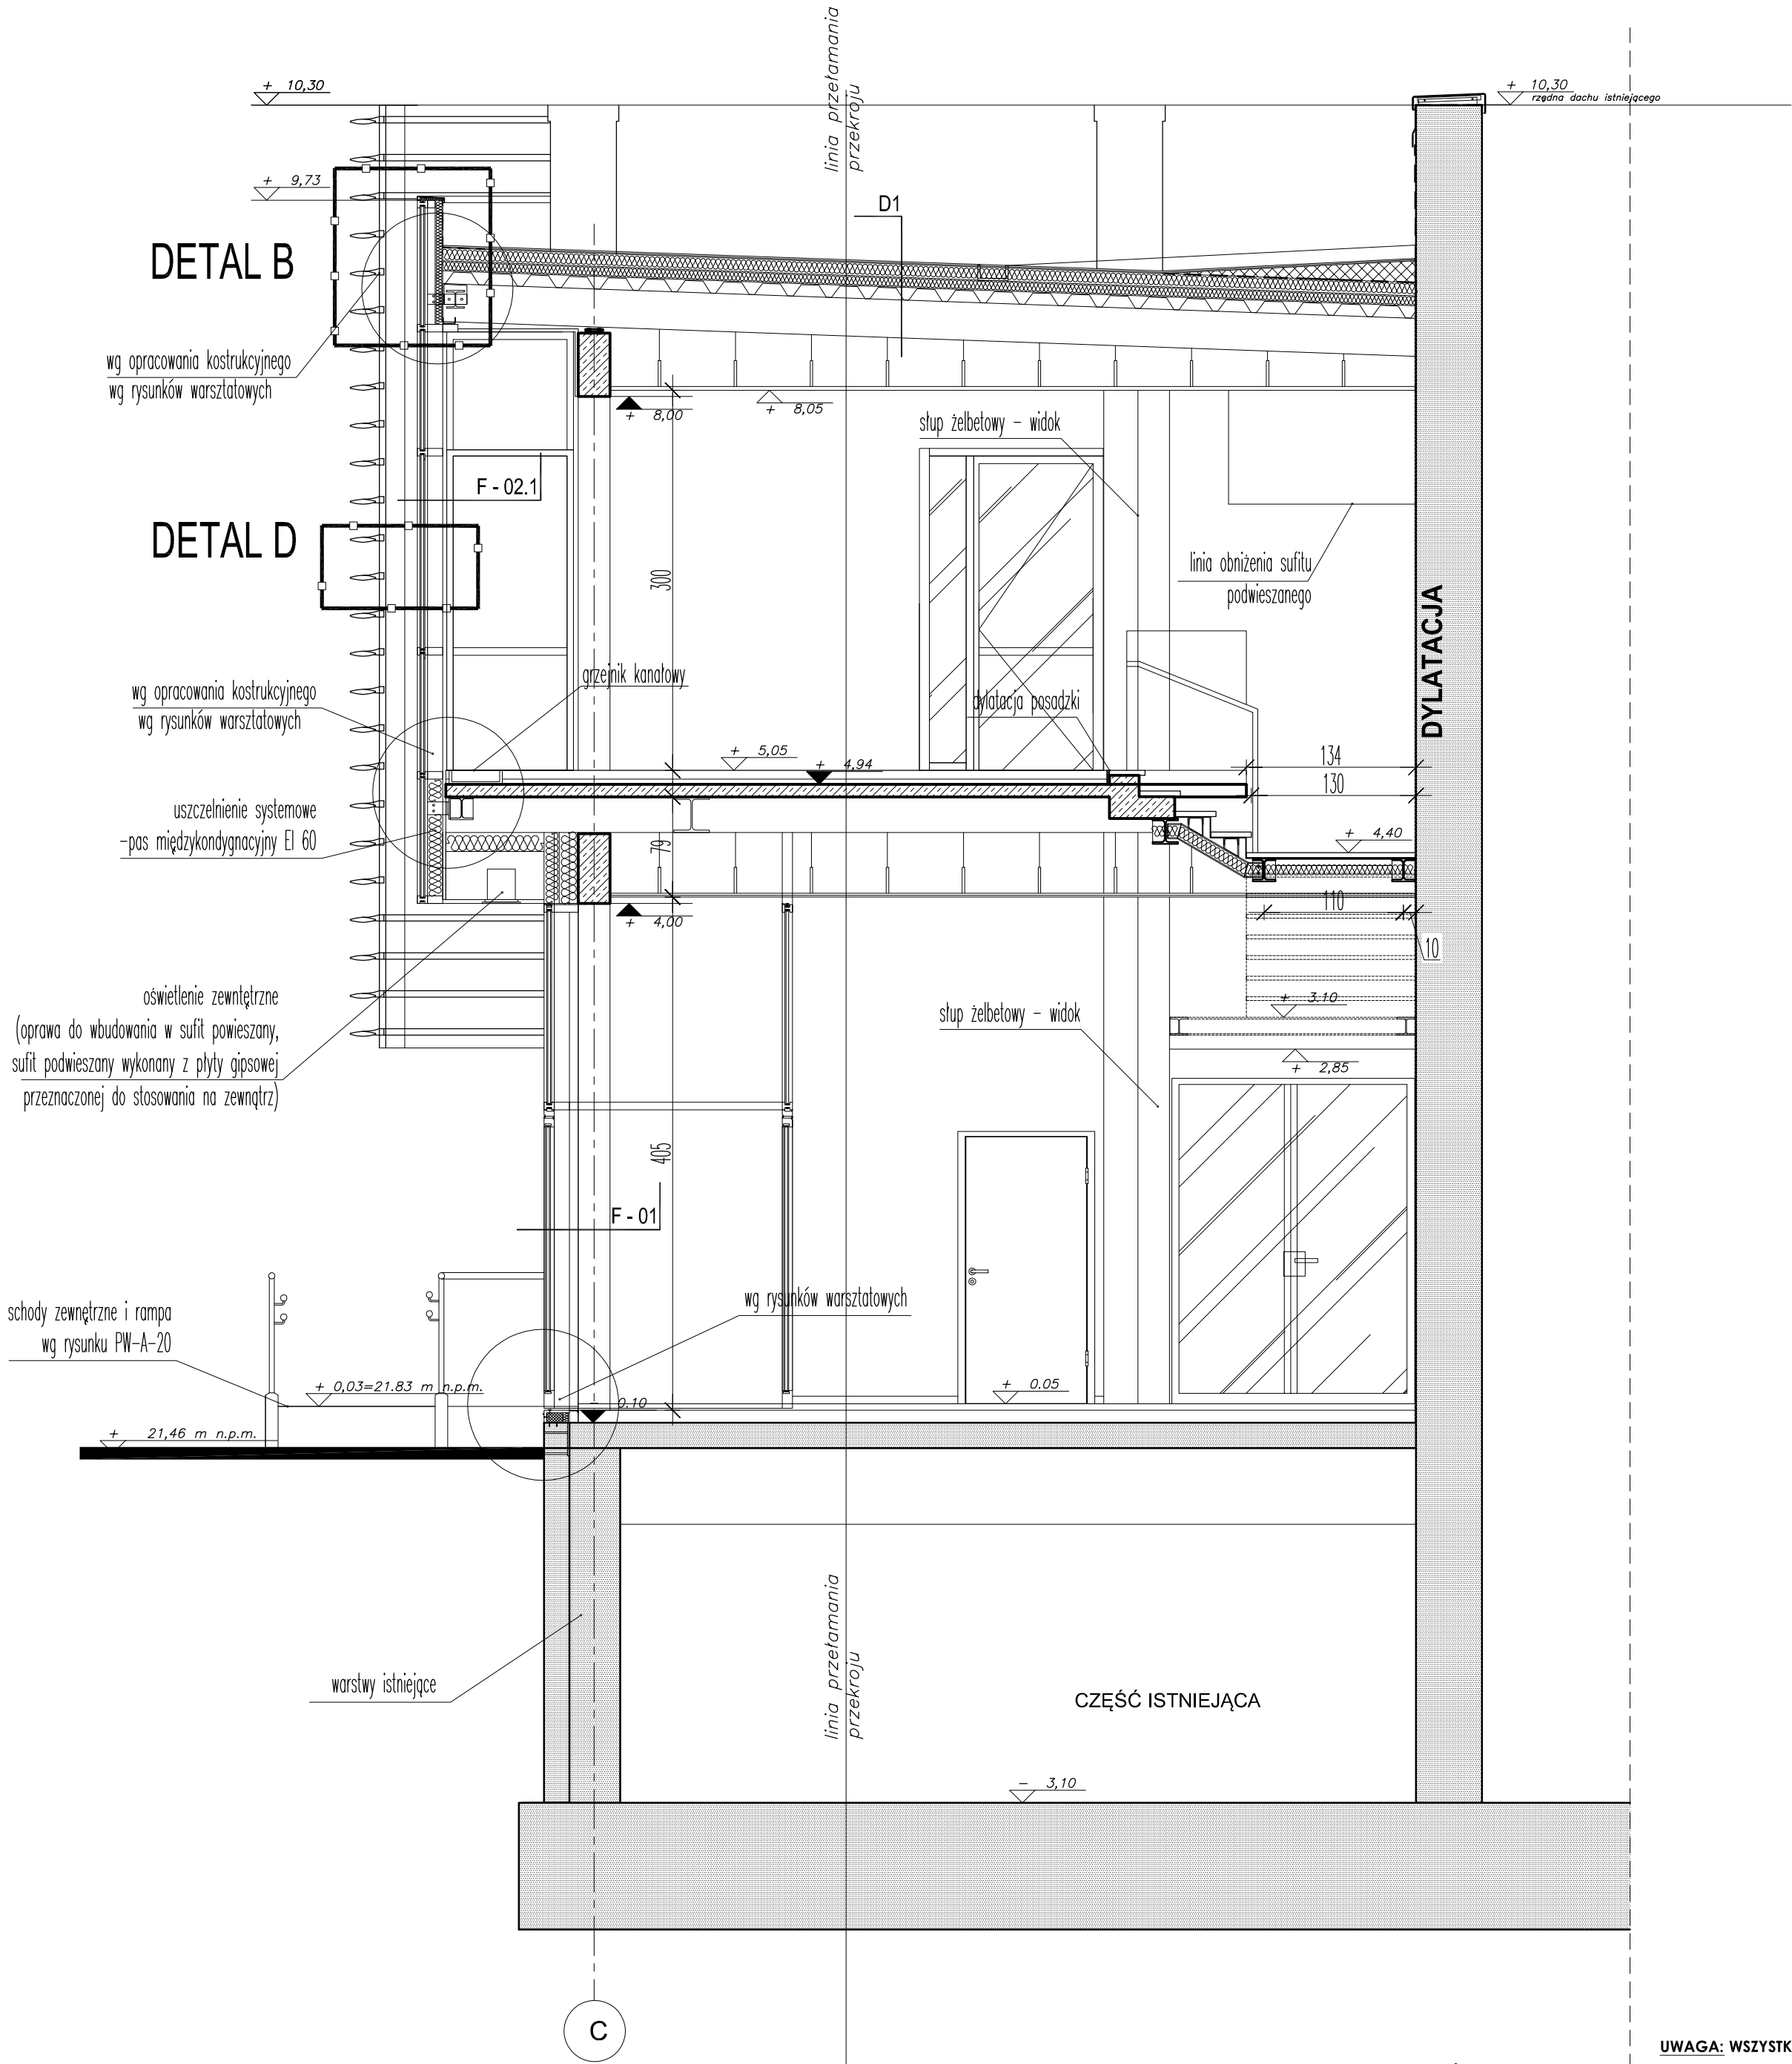 linia przełamania
przekroju
+ 10,30
+ 10,30
rzędna dachu istniejącego
+ 9,73
D1
DETAL B
wg opracowania kostrukcyjnego
wg rysunków warsztatowych
+ 8,00
+ 8,05
słup żelbetowy - widok
F - 02.1
DETAL D
300
linia obniżenia sufitu
podwieszanego
DYLATACJA
grzejnik kanałowy
wg opracowania kostrukcyjnego
wg rysunków warsztatowych
dylatacja posadzki
+ 5,05
+ 4,94
134
130
uszczelnienie systemowe
-pas międzykondygnacyjny EI 60
79
+ 4,40
+ 4,00
110
10
oświetlenie zewntętrzne
(oprawa do wbudowania w sufit powieszany,
sufit podwieszany wykonany z płyty gipsowej
przeznaczonej do stosowania na zewnątrz)
+ 3.10
słup żelbetowy - widok
+ 2,85
405
F - 01
schody zewnętrzne i rampa
wg rysunku PW-A-20
wg rysunków warsztatowych
+ 0,03=21.83 m n.p.m.
0.10
+ 0.05
+ 21,46 m n.p.m.
linia przełamania
przekroju
warstwy istniejące
CZĘŚĆ ISTNIEJĄCA
- 3,10
C
UWAGA: WSZYSTK